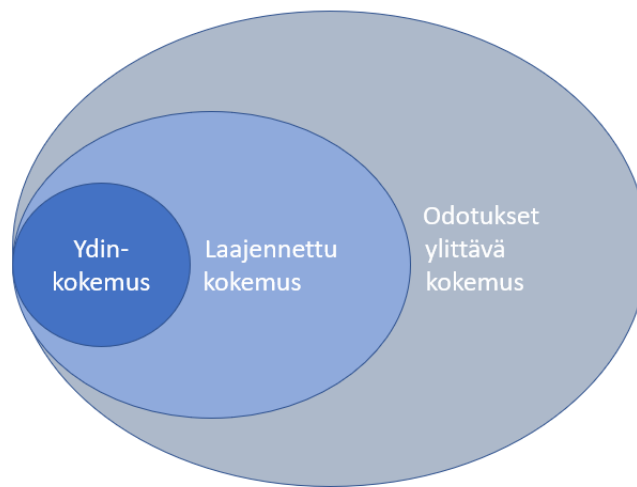 Ydin-
kokemus
Laajennettu
kokemus
Odotukset
ylittävä
kokemus